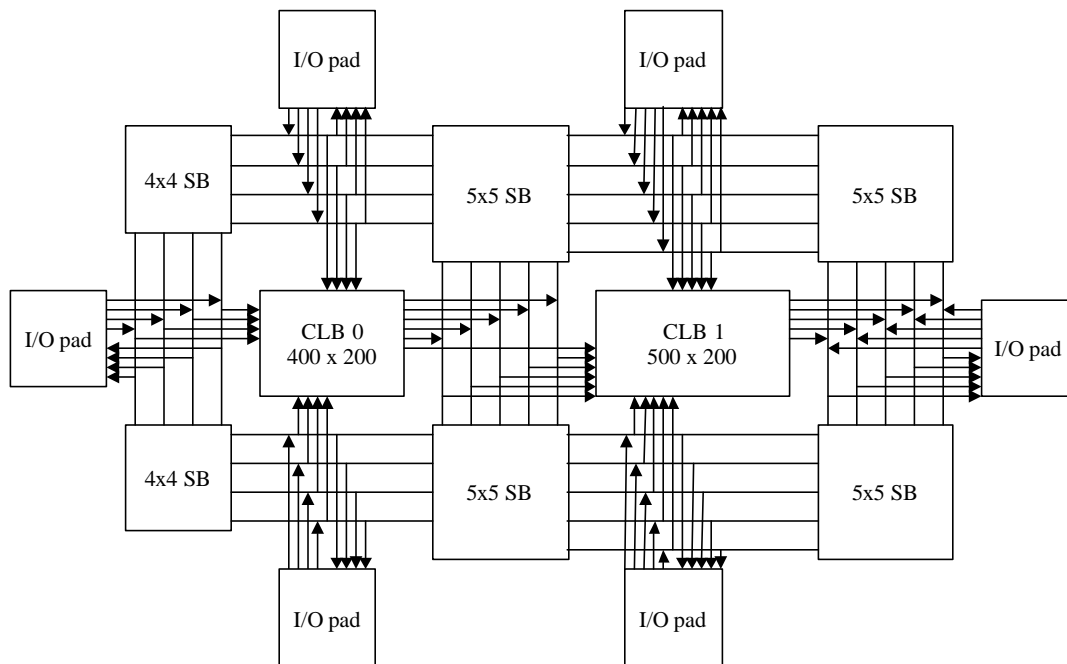 I/O pad
I/O pad
4x4 SB
5x5 SB
5x5 SB
I/O pad
CLB 0
400 x 200
CLB 1
500 x 200
I/O pad
4x4 SB
5x5 SB
5x5 SB
I/O pad
I/O pad